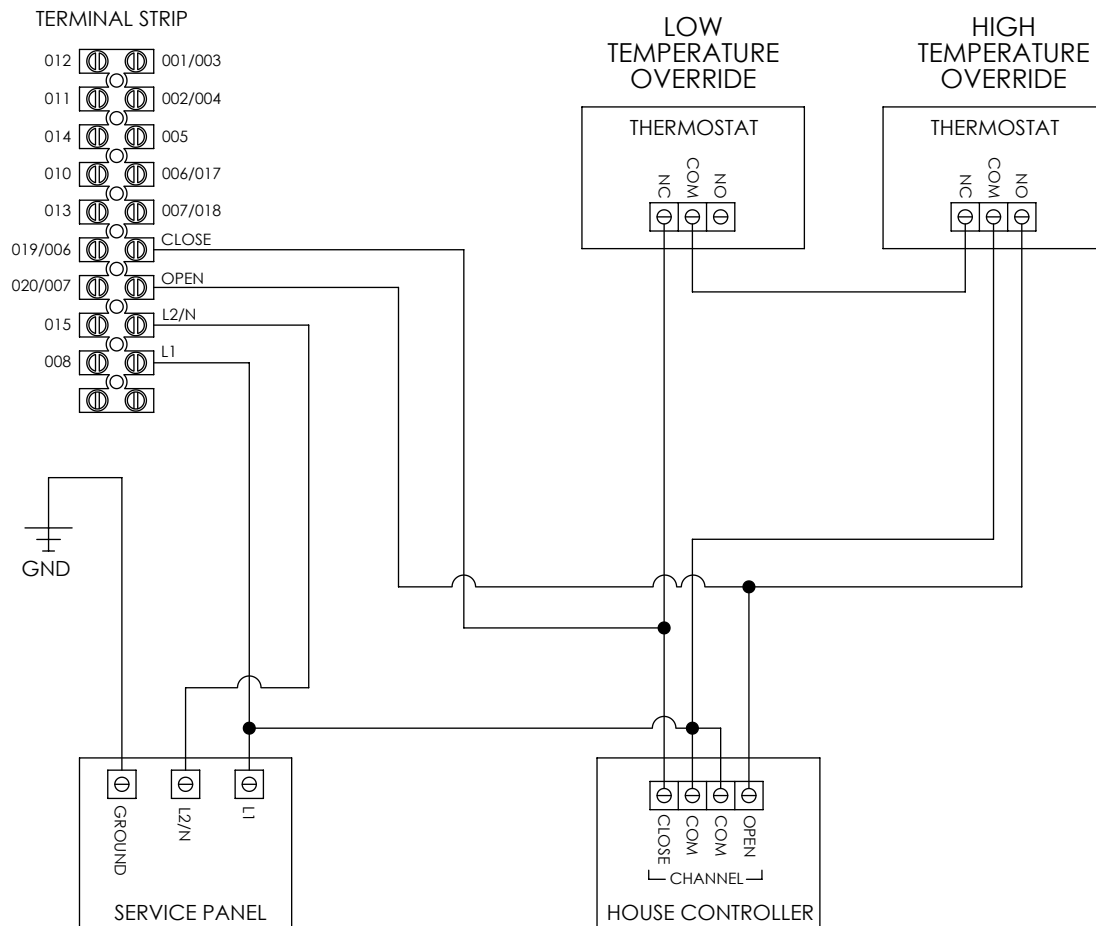 TERMINAL STRIP
012 001/003
011 002/004
014 005
010 006/017
013 007/018
019/006 CLOSE
020/007 OPEN
015 L2/N
008 L1
GND
LOW
TEMPERATURE
OVERRIDE
THERMOSTAT
NC
COM
NO
HIGH
TEMPERATURE
OVERRIDE
THERMOSTAT
NC
COM
NO
GROUND
L2/N
L1
SERVICE PANEL
CLOSE
COM
COM
OPEN
CHANNEL
HOUSE CONTROLLER